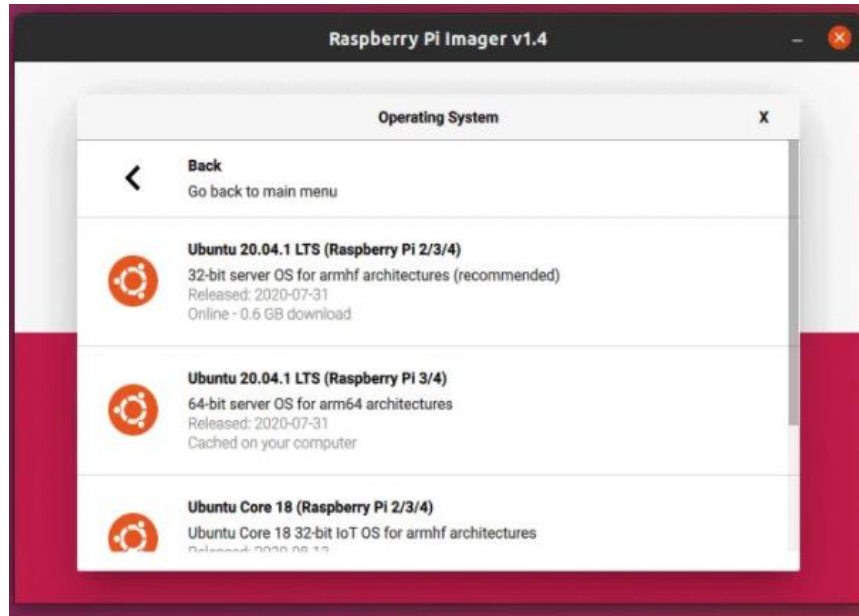 Raspberry Pi Imager v1.4
Operating System X
Back
Go back to main menu
Ubuntu 20.04.1 LTS (Raspberry Pi 2/3/4)
32-bit server OS for armhf architectures (recommended)
Released: 2020-07-31
Online - 0.6 GB download
Ubuntu 20.04.1 LTS (Raspberry Pi 3/4)
64-bit server OS for arm64 architectures
Released: 2020-07-31
Cached on your computer
Ubuntu Core 18 (Raspberry Pi 2/3/4)
Ubuntu Core 18 32-bit IoT OS for armhf architectures
Released: 2020-08-12